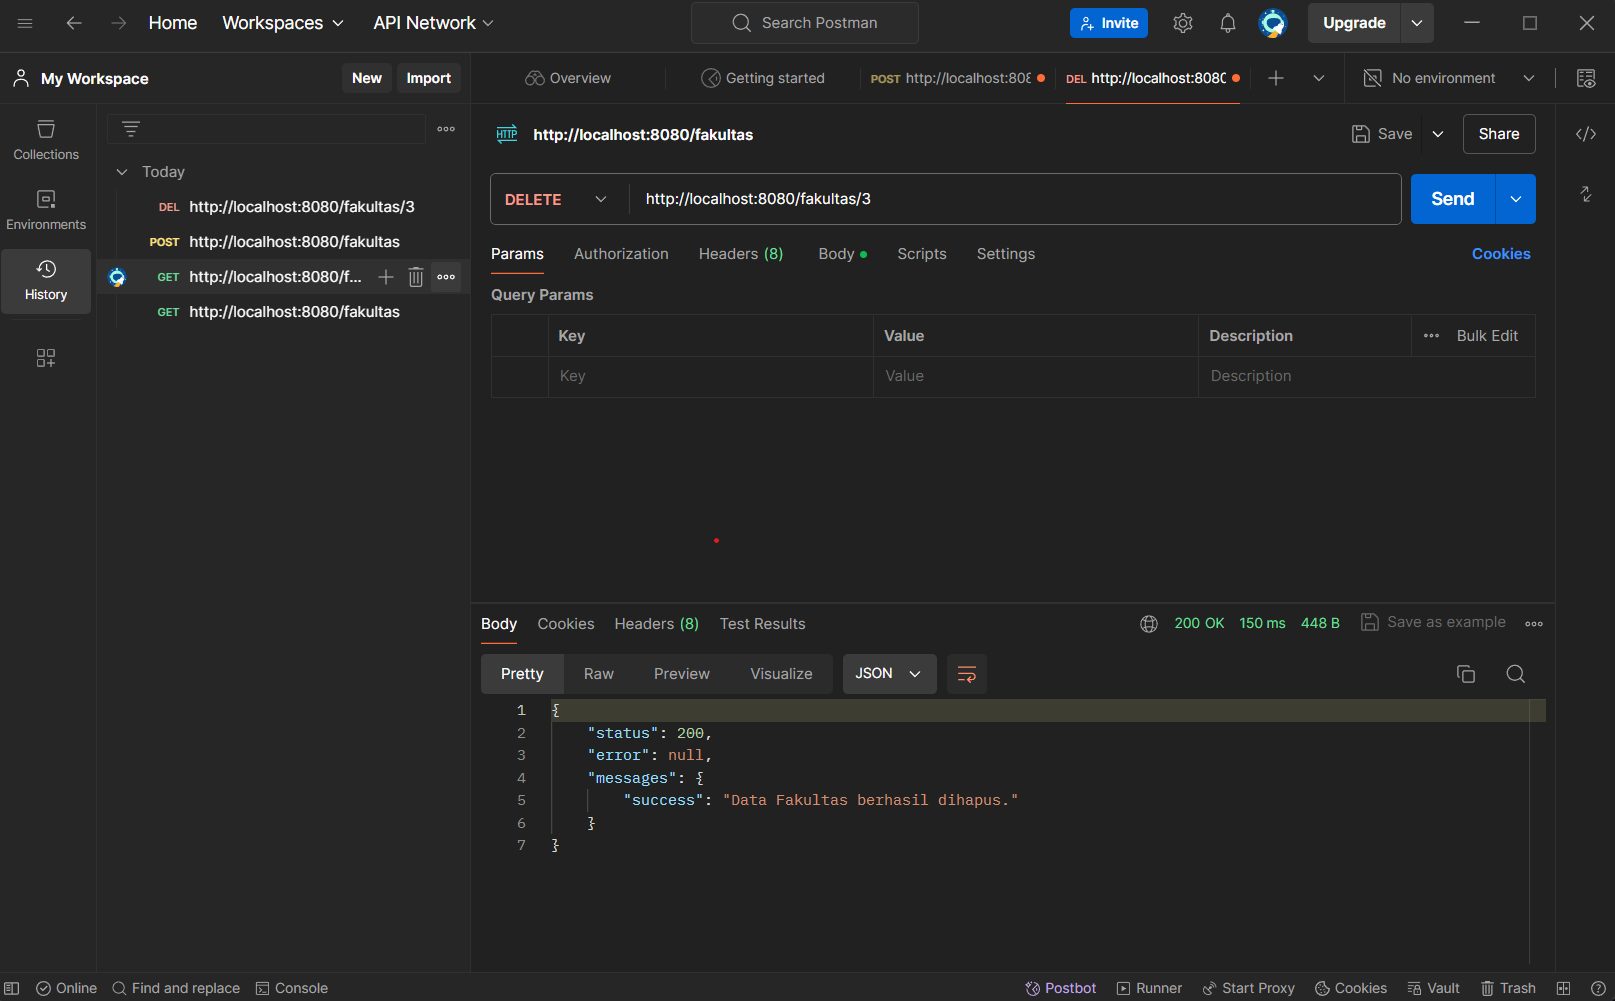 Home Workspaces API Network Search Postman Invite Upgrade
My Workspace New Import Overview Getting started POST http://localhost:808 DEL http://localhost:8080 No environment
Collections
Environments
History
Today
DEL http://localhost:8080/fakultas/3
POST http://localhost:8080/fakultas
GET http://localhost:8080/f...
GET http://localhost:8080/fakultas
HTTP http://localhost:8080/fakultas Save Share
DELETE http://localhost:8080/fakultas/3 Send
Params Authorization Headers (8) Body Scripts Settings Cookies
Query Params
Key Value Description Bulk Edit
Key Value Description
Body Cookies Headers (8) Test Results 200 OK 150 ms 448 B Save as example
Pretty Raw Preview Visualize JSON
1 {
2 "status": 200,
3 "error": null,
4 "messages": {
5 "success": "Data Fakultas berhasil dihapus."
6 }
7 }
Online Find and replace Console Postbot Runner Start Proxy Cookies Vault Trash